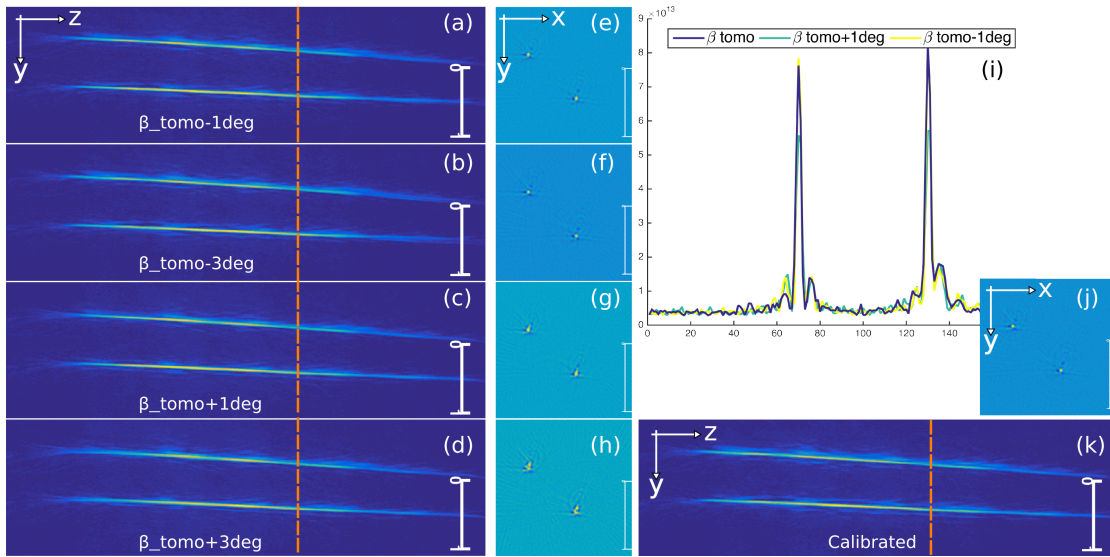 z
y
(a)
β_tomo-1deg
(b)
β_tomo-3deg
(c)
β_tomo+1deg
(d)
β_tomo+3deg
x
y
(e)
(f)
(g)
(h)
9 ×10¹³
8
7
6
5
4
3
2
1
0
0 20 40 60 80 100 120 140
β tomo β tomo+1deg β tomo-1deg
(i)
x
y
(j)
z
y
(k)
Calibrated